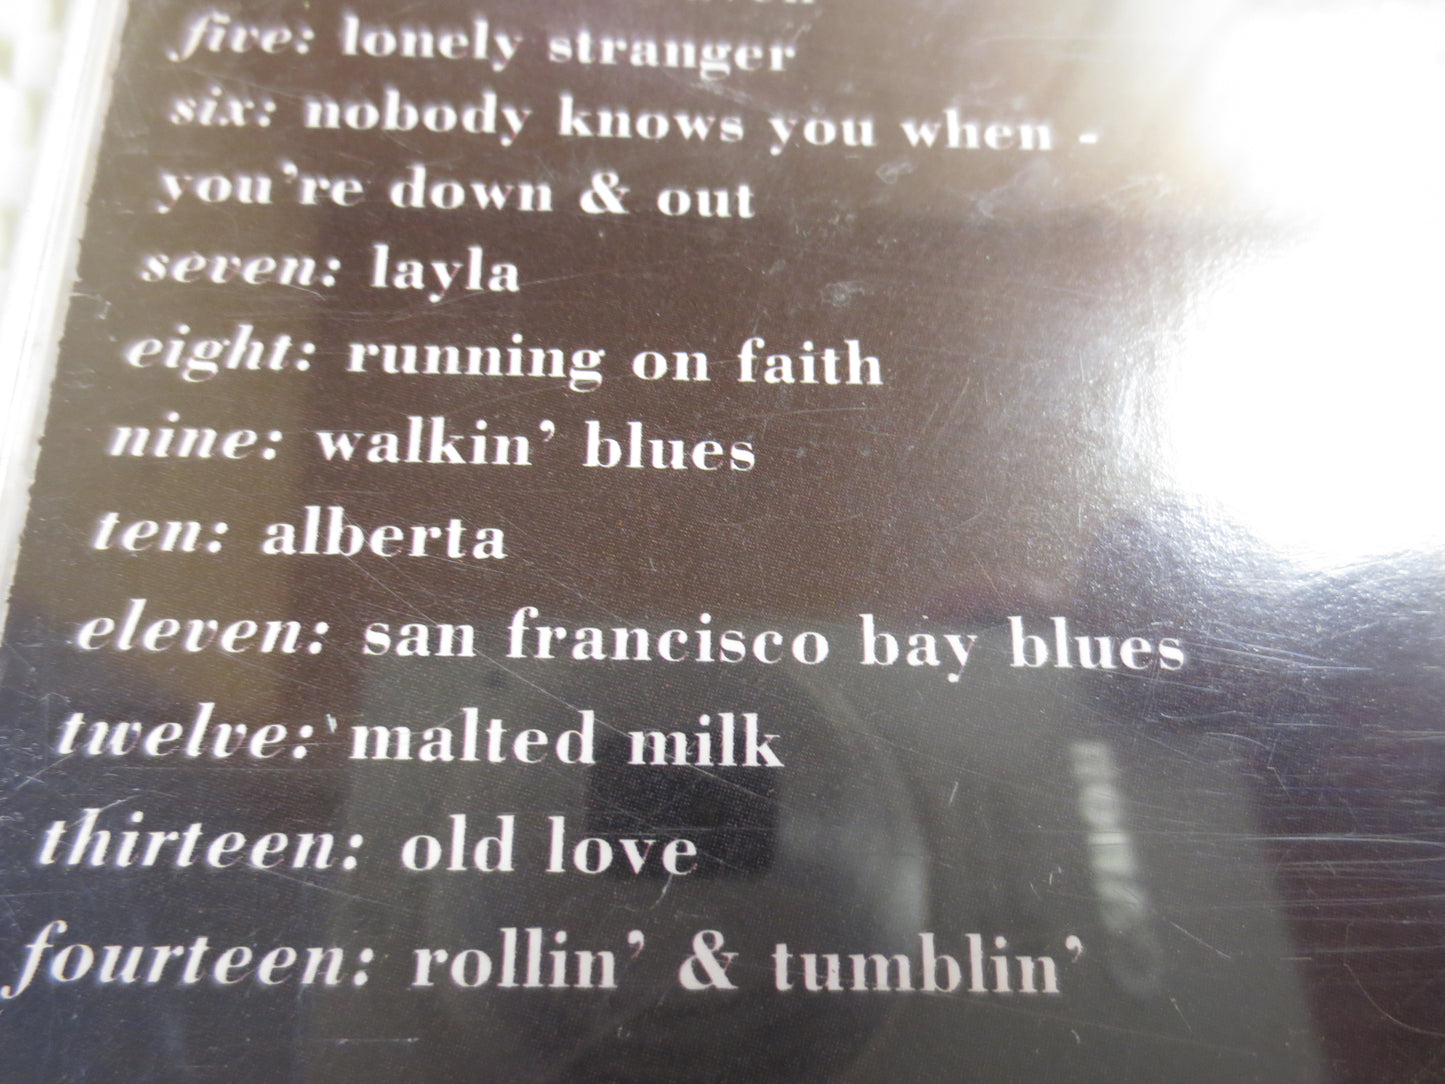 five: lonely stranger
six: nobody knows you when -
you're down & out
seven: layla
eight: running on faith
nine: walkin' blues
ten: alberta
eleven: san francisco bay blues
twelve: malted milk
thirteen: old love
fourteen: rollin' & tumblin'